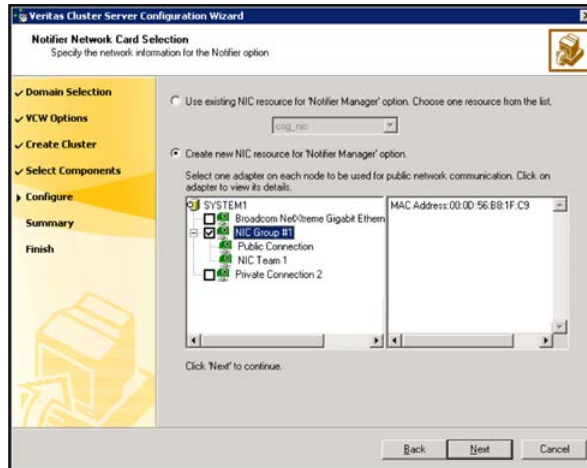 Veritas Cluster Server Configuration Wizard
Notifier Network Card Selection
Specify the network information for the Notifier option
Domain Selection
VCW Options
Create Cluster
Select Components
Configure
Summary
Finish
Use existing NIC resource for 'Notifier Manager' option. Choose one resource from the list.
csg_nic
Create new NIC resource for 'Notifier Manager' option.
Select one adapter on each node to be used for public network communication. Click on
adapter to view its details.
SYSTEM1
Broadcom NetXtreme Gigabit Ethern
NIC Group #1
Public Connection
NIC Team 1
Private Connection 2
MAC Address:00:0D:56:B8:1F:C9
Click 'Next' to continue.
Back
Next
Cancel